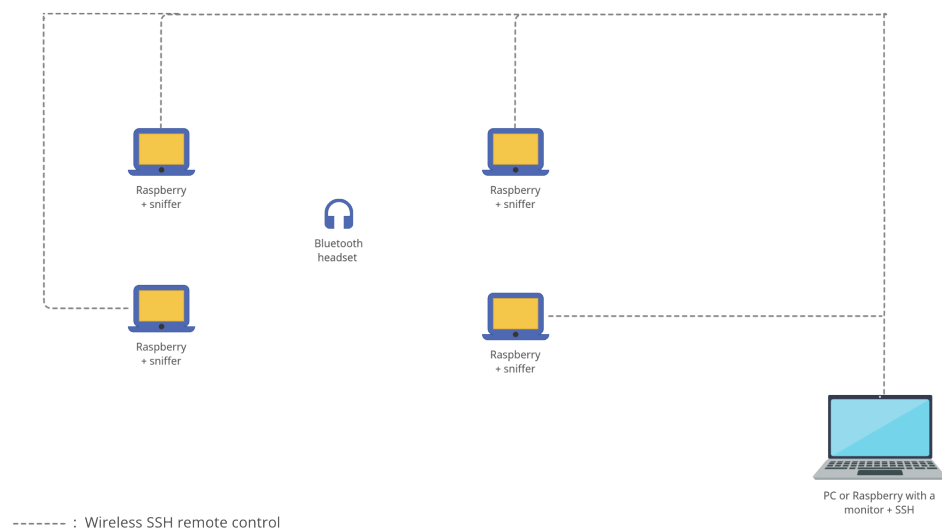 Raspberry
+ sniffer
Raspberry
+ sniffer
Bluetooth
headset
Raspberry
+ sniffer
Raspberry
+ sniffer
PC or Raspberry with a
monitor + SSH
------- : Wireless SSH remote control